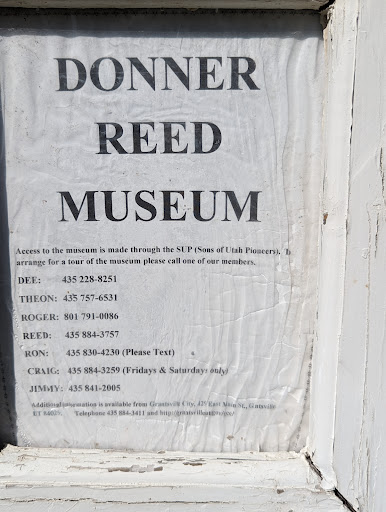 DONNER
REED
MUSEUM
Access to the museum is made through the SUP (Sons of Utah Pioneers). To
arrange for a tour of the museum please call one of our members.
DEE: 435 228-8251
THEON: 435 757-6531
ROGER: 801 791-0086
REED: 435 884-3757
RON: 435 830-4230 (Please Text)
CRAIG: 435 884-3259 (Fridays & Saturdays only)
JIMMY: 435 841-2005
Additional information is available from Grantsville City, East Main St,
Telephone 435 884-3411 and